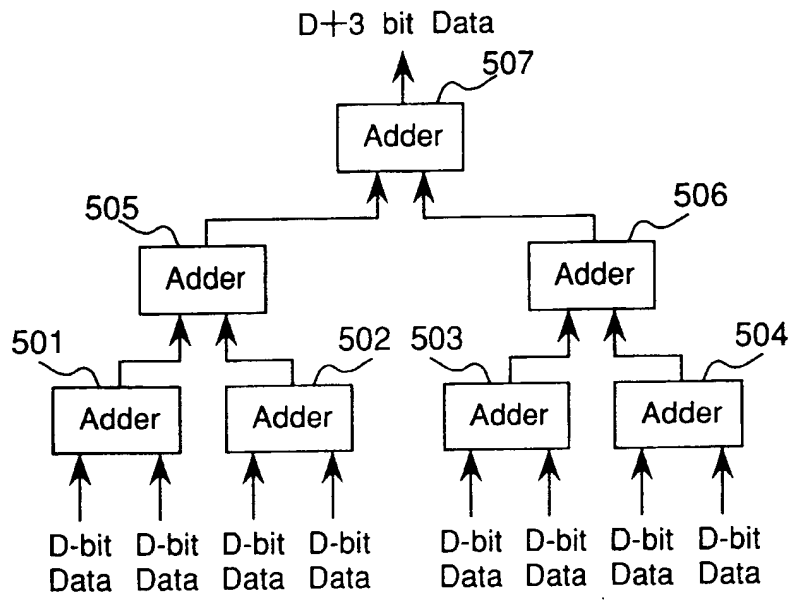 D+3 bit Data
507
Adder
505
506
Adder
Adder
501
502
503
504
Adder
Adder
Adder
Adder
D-bit D-bit D-bit D-bit D-bit D-bit D-bit D-bit
Data Data Data Data Data Data Data Data